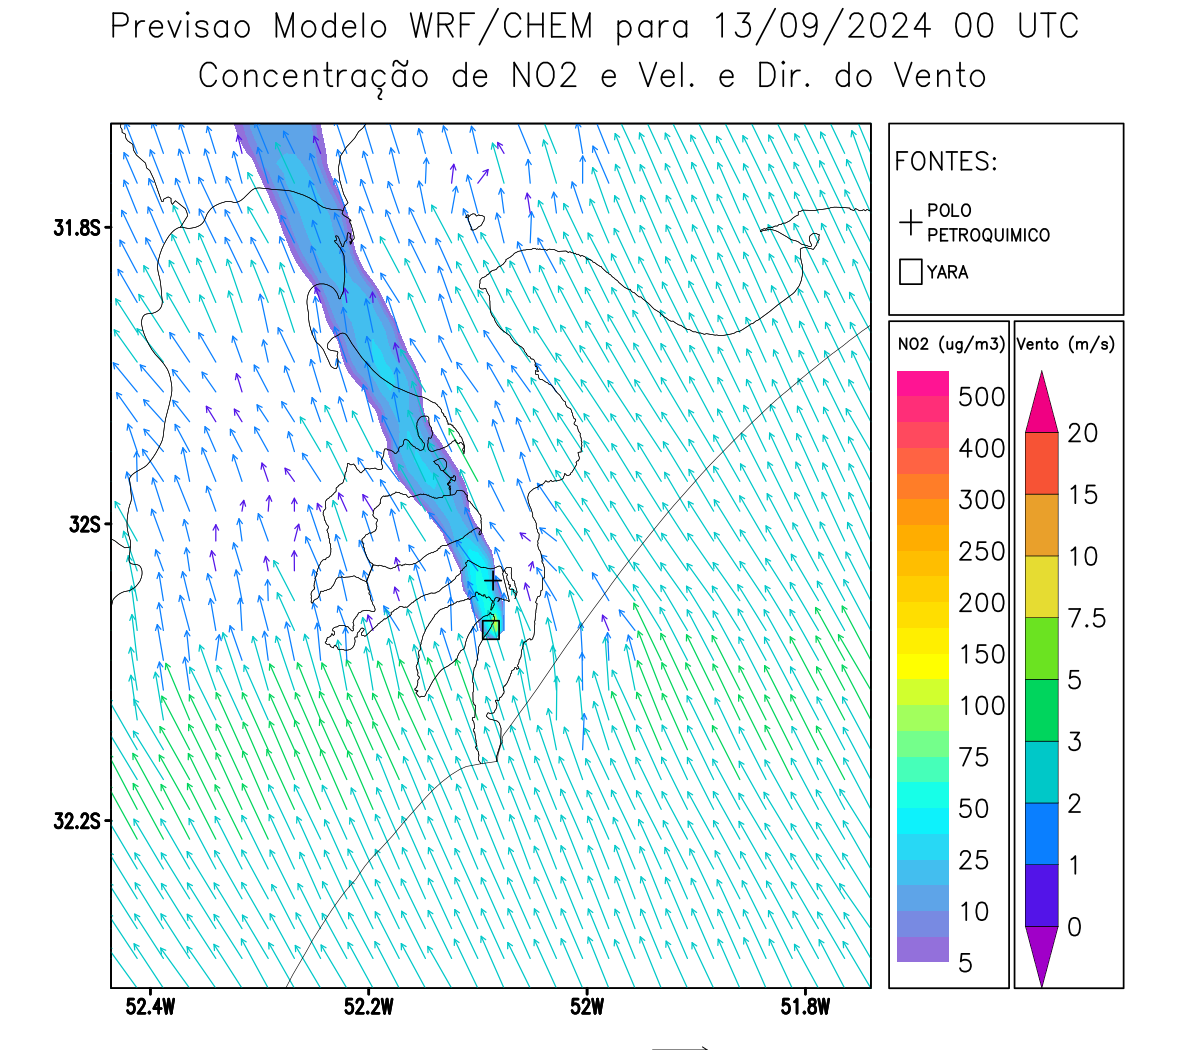 Previsao Modelo WRF/CHEM para 13/09/2024 00 UTC
Concentração de NO2 e Vel. e Dir. do Vento
FONTES:
POLO
PETROQUIMICO
YARA
31.8S
32S
32.2S
52.4W
52.2W
52W
51.8W
NO2 (ug/m3)
500
400
300
250
200
150
100
75
50
25
10
5
Vento (m/s)
20
15
10
7.5
5
3
2
1
0